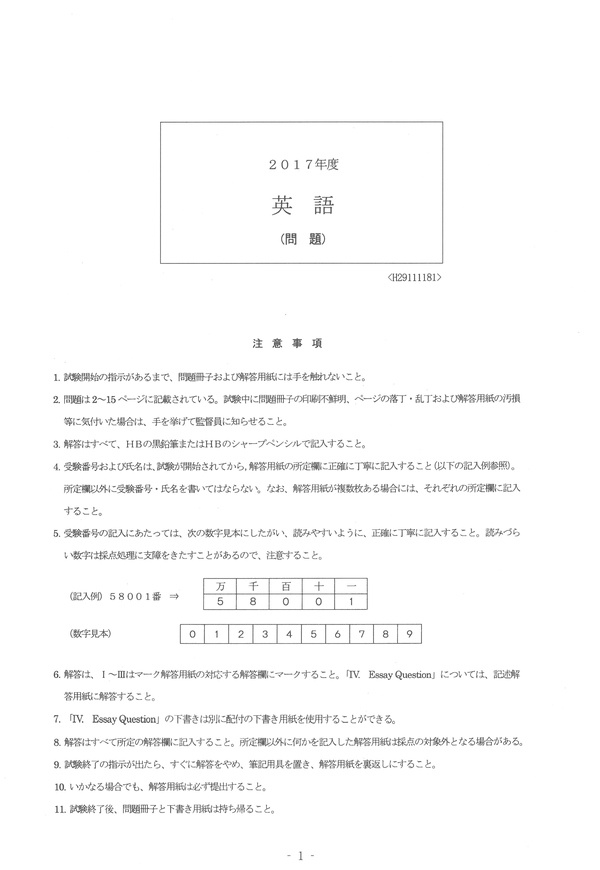 ２０１７年度
英　語
（問　題）
<H29111181>
注　意　事　項
1. 試験開始の指示があるまで、問題冊子および解答用紙には手を触れないこと。
2. 問題は2～15ページに記載されている。試験中に問題冊子の印刷不鮮明、ページの落丁・乱丁および解答用紙の汚損
等に気付いた場合は、手を挙げて監督員に知らせること。
3. 解答はすべて、ＨＢの黒鉛筆またはＨＢのシャープペンシルで記入すること。
4. 受験番号および氏名は、試験が開始されてから、解答用紙の所定欄に正確に丁寧に記入すること（以下の記入例参照）。
所定欄以外に受験番号・氏名を書いてはならない。なお、解答用紙が複数枚ある場合には、それぞれの所定欄に記入
すること。
5. 受験番号の記入にあたっては、次の数字見本にしたがい、読みやすいように、正確に丁寧に記入すること。読みづら
い数字は採点処理に支障をきたすことがあるので、注意すること。
万 千 百 十 一
（記入例）５８００１番　⇒ 5 8 0 0 1
（数字見本） 0 1 2 3 4 5 6 7 8 9
6. 解答は、Ⅰ～Ⅲはマーク解答用紙の対応する解答欄にマークすること。「IV.　Essay Question」については、記述解
答用紙に解答すること。
7. 「IV.　Essay Question」の下書きは別に配付の下書き用紙を使用することができる。
8. 解答はすべて所定の解答欄に記入すること。所定欄以外に何かを記入した解答用紙は採点の対象外となる場合がある。
9. 試験終了の指示が出たら、すぐに解答をやめ、筆記用具を置き、解答用紙を裏返しにすること。
10. いかなる場合でも、解答用紙は必ず提出すること。
11. 試験終了後、問題冊子と下書き用紙は持ち帰ること。
- 1 -